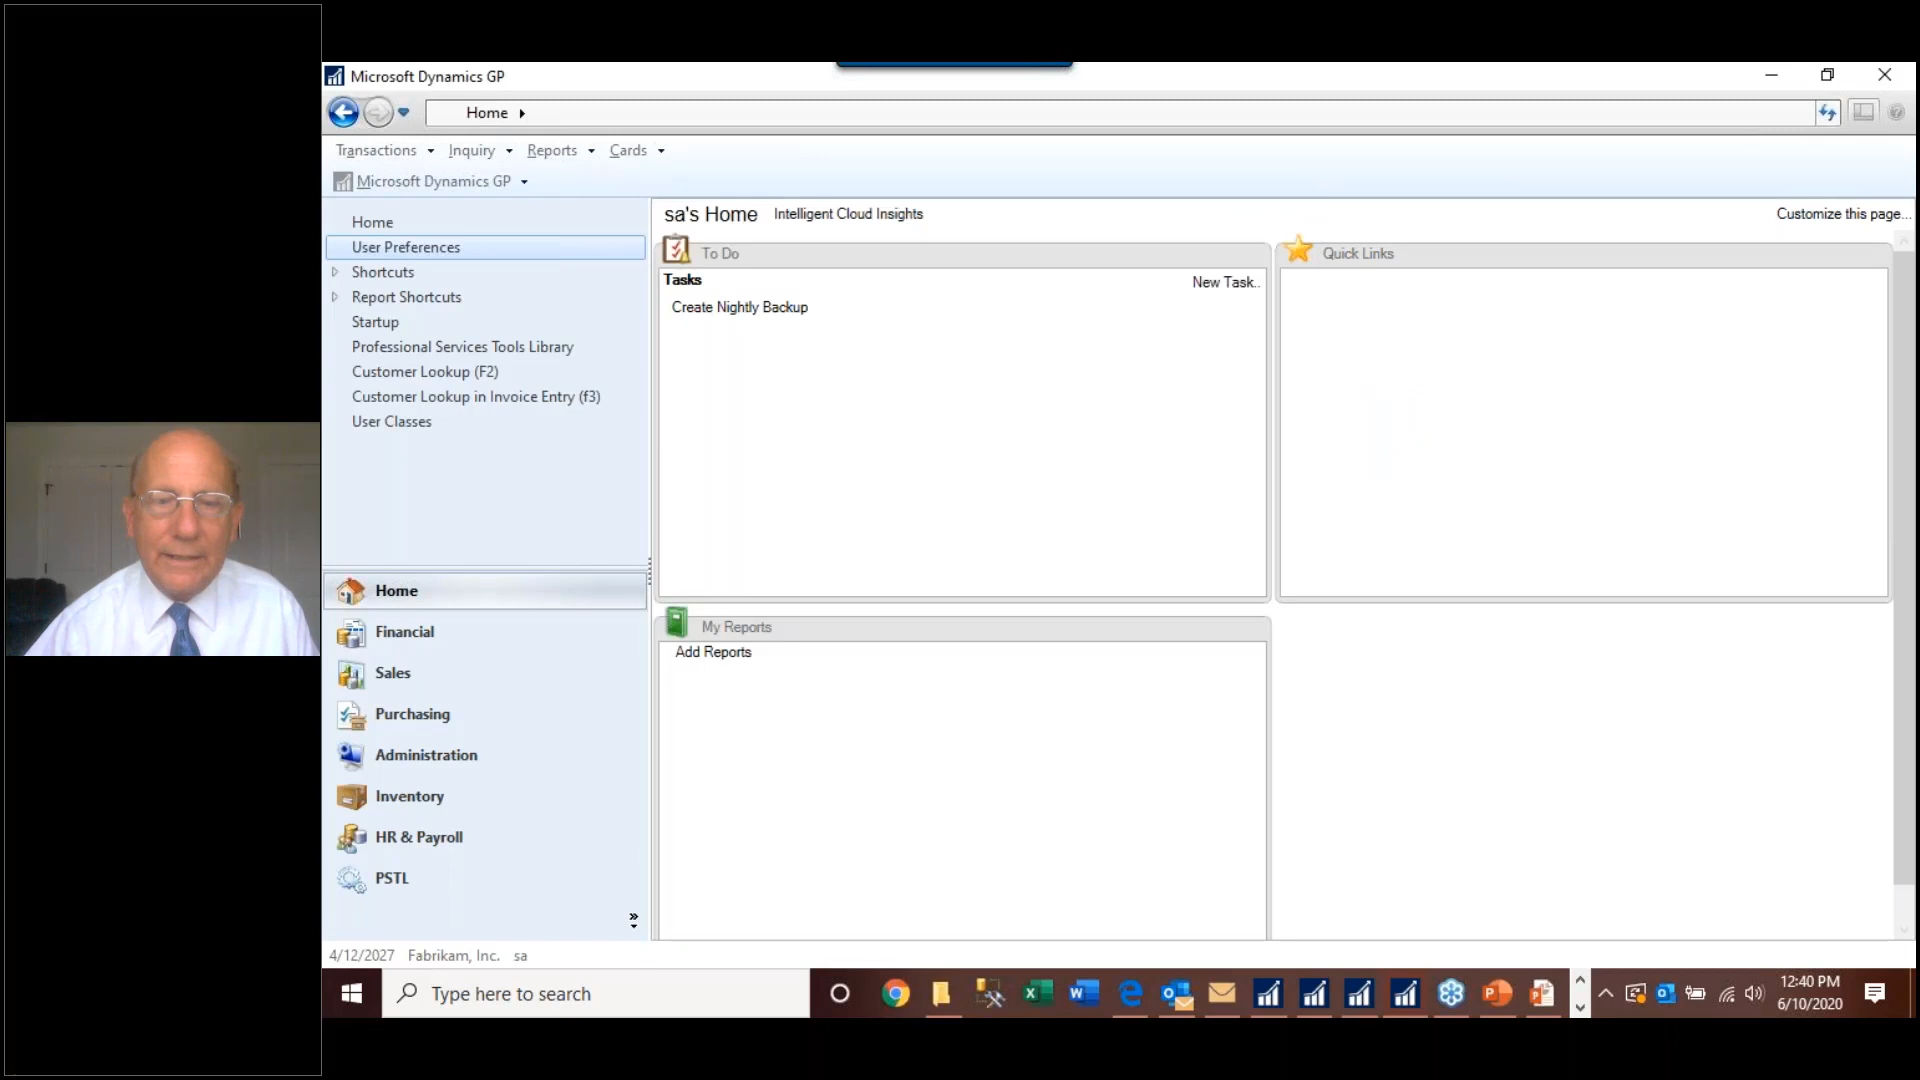 Microsoft Dynamics GP
Home
Transactions Inquiry Reports Cards
Microsoft Dynamics GP
Home
User Preferences
Shortcuts
Report Shortcuts
Startup
Professional Services Tools Library
Customer Lookup (F2)
Customer Lookup in Invoice Entry (f3)
User Classes
Home
Financial
Sales
Purchasing
Administration
Inventory
HR & Payroll
PSTL
sa's Home Intelligent Cloud Insights Customize this page...
To Do
Tasks New Task..
Create Nightly Backup
Quick Links
My Reports
Add Reports
4/12/2027 Fabrikam, Inc. sa
Type here to search
12:40 PM
6/10/2020